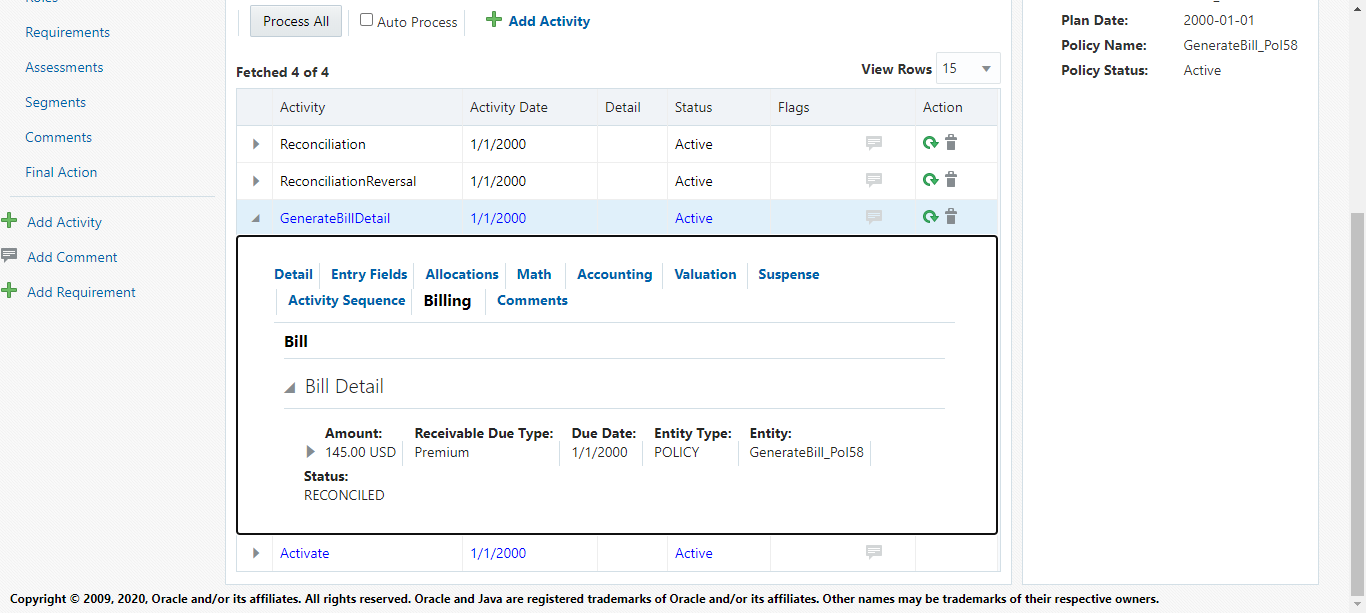 Requirements
Assessments
Segments
Comments
Final Action
Add Activity
Add Comment
Add Requirement
Process All Auto Process Add Activity
Fetched 4 of 4 View Rows 15
Activity Activity Date Detail Status Flags Action
Reconciliation 1/1/2000 Active
ReconciliationReversal 1/1/2000 Active
GenerateBillDetail 1/1/2000 Active
Detail Entry Fields Allocations Math Accounting Valuation Suspense
Activity Sequence Billing Comments
Bill
Bill Detail
Amount: Receivable Due Type: Due Date: Entity Type: Entity:
145.00 USD Premium 1/1/2000 POLICY GenerateBill_Pol58
Status:
RECONCILED
Activate 1/1/2000 Active
Plan Date: 2000-01-01
Policy Name: GenerateBill_Pol58
Policy Status: Active
Copyright © 2009, 2020, Oracle and/or its affiliates. All rights reserved. Oracle and Java are registered trademarks of Oracle and/or its affiliates. Other names may be trademarks of their respective owners.